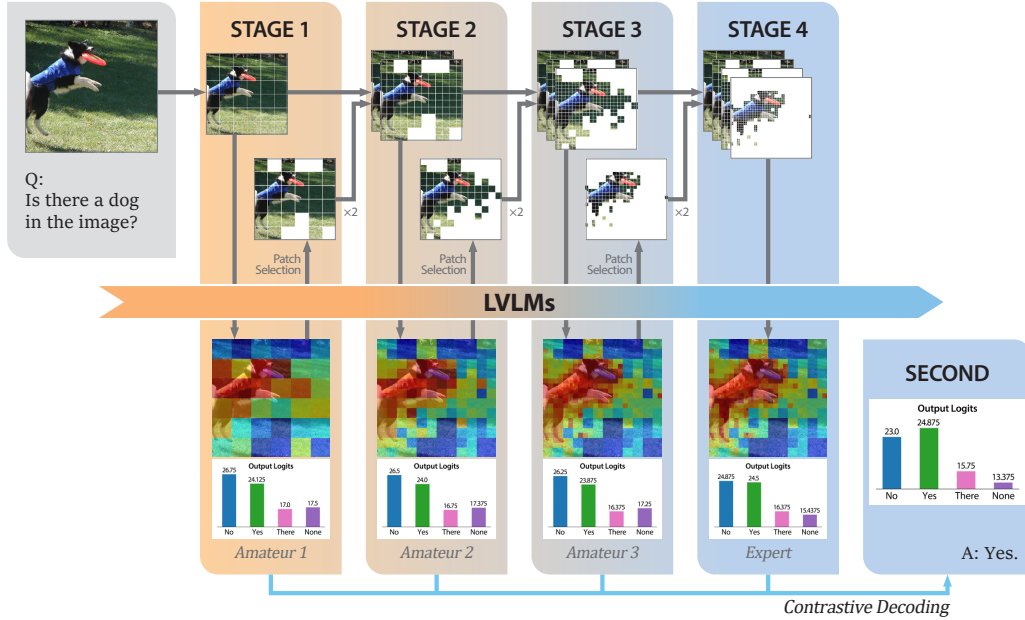 STAGE 1
STAGE 2
STAGE 3
STAGE 4
Q:
Is there a dog
in the image?
×2
×2
×2
Patch
Selection
Patch
Selection
Patch
Selection
LVLMs
Output Logits
26.75
24.125
17.0
17.5
No Yes There None
Amateur 1
Output Logits
26.5
24.0
16.75
17.375
No Yes There None
Amateur 2
Output Logits
26.25
23.875
16.375
17.25
No Yes There None
Amateur 3
Output Logits
24.875
24.5
16.375
15.4375
No Yes There None
Expert
SECOND
Output Logits
23.0
24.875
15.75
13.375
No Yes There None
A: Yes.
Contrastive Decoding